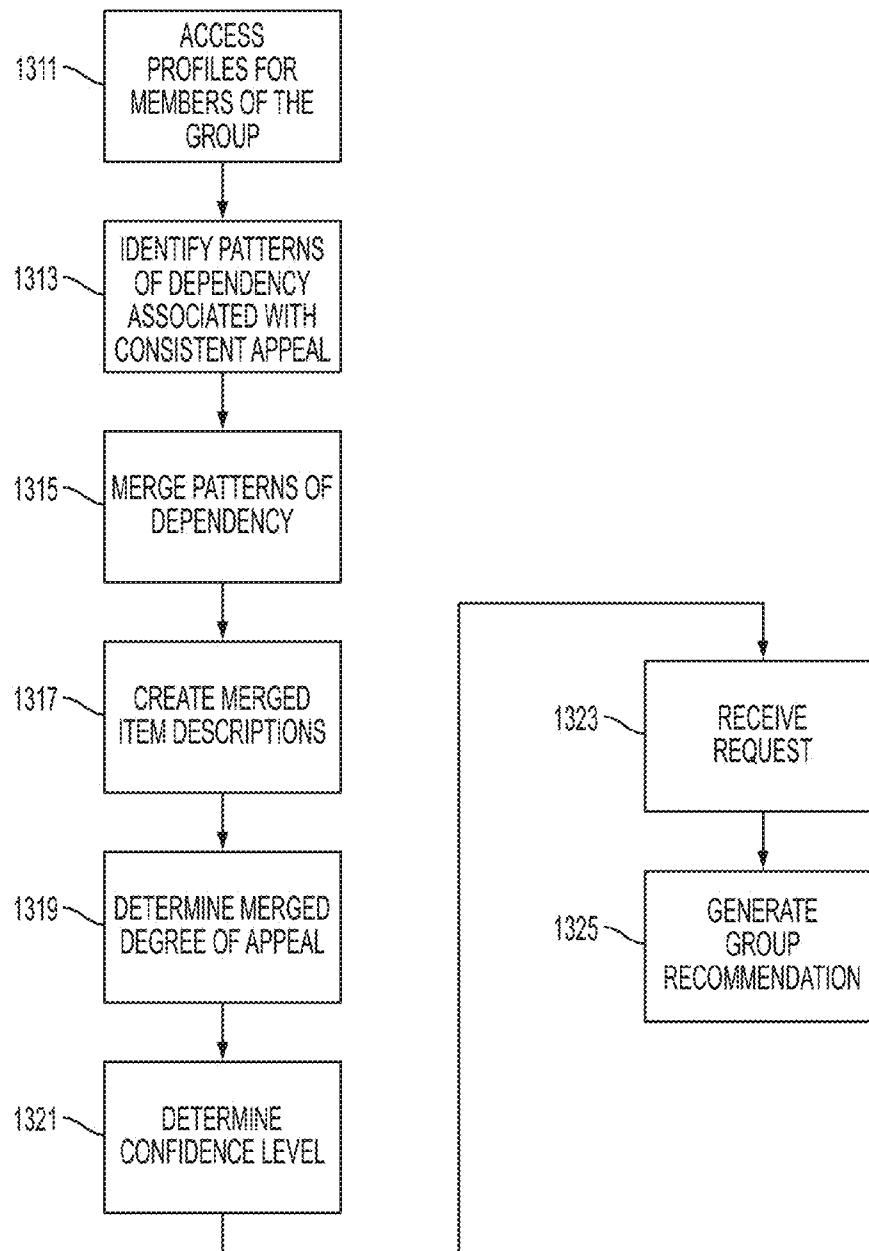 1311
ACCESS
PROFILES FOR
MEMBERS OF THE
GROUP
1313
IDENTIFY PATTERNS
OF DEPENDENCY
ASSOCIATED WITH
CONSISTENT APPEAL
1315
MERGE PATTERNS OF
DEPENDENCY
1317
CREATE MERGED
ITEM DESCRIPTIONS
1319
DETERMINE MERGED
DEGREE OF APPEAL
1321
DETERMINE
CONFIDENCE LEVEL
1323
RECEIVE
REQUEST
1325
GENERATE
GROUP
RECOMMENDATION